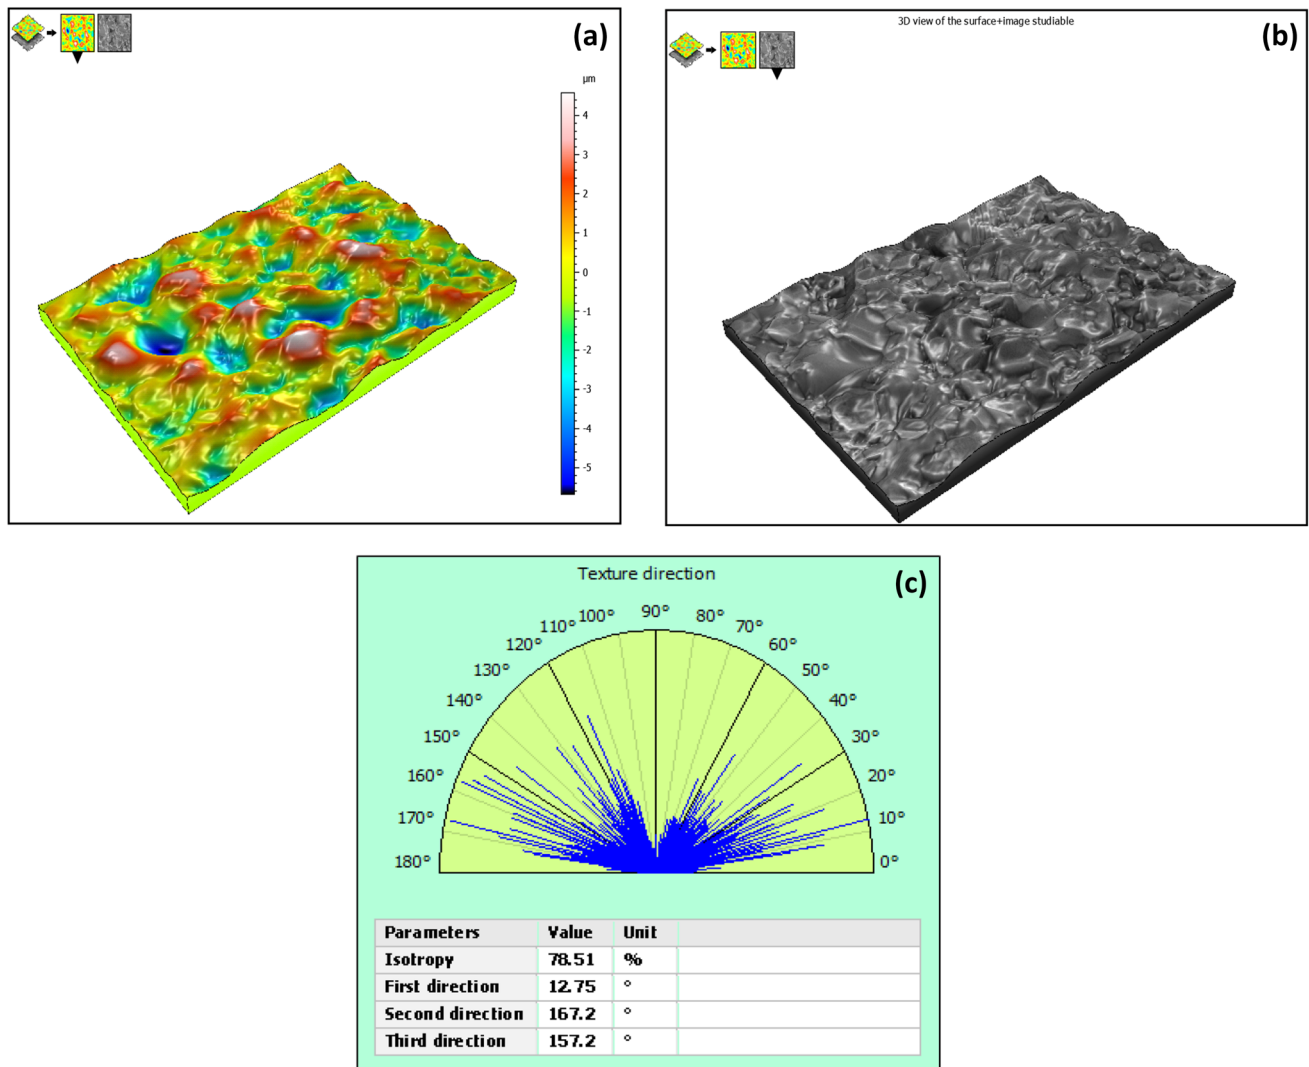 (a)
µm
4
3
2
1
0
-1
-2
-3
-4
-5
3D view of the surface+image studiable
(b)
Texture direction
(c)
90°
100° 80°
110° 70°
120° 60°
130° 50°
140° 40°
150° 30°
160° 20°
170° 10°
180° 0°
Parameters Value Unit
Isotropy 78.51 %
First direction 12.75 °
Second direction 167.2 °
Third direction 157.2 °